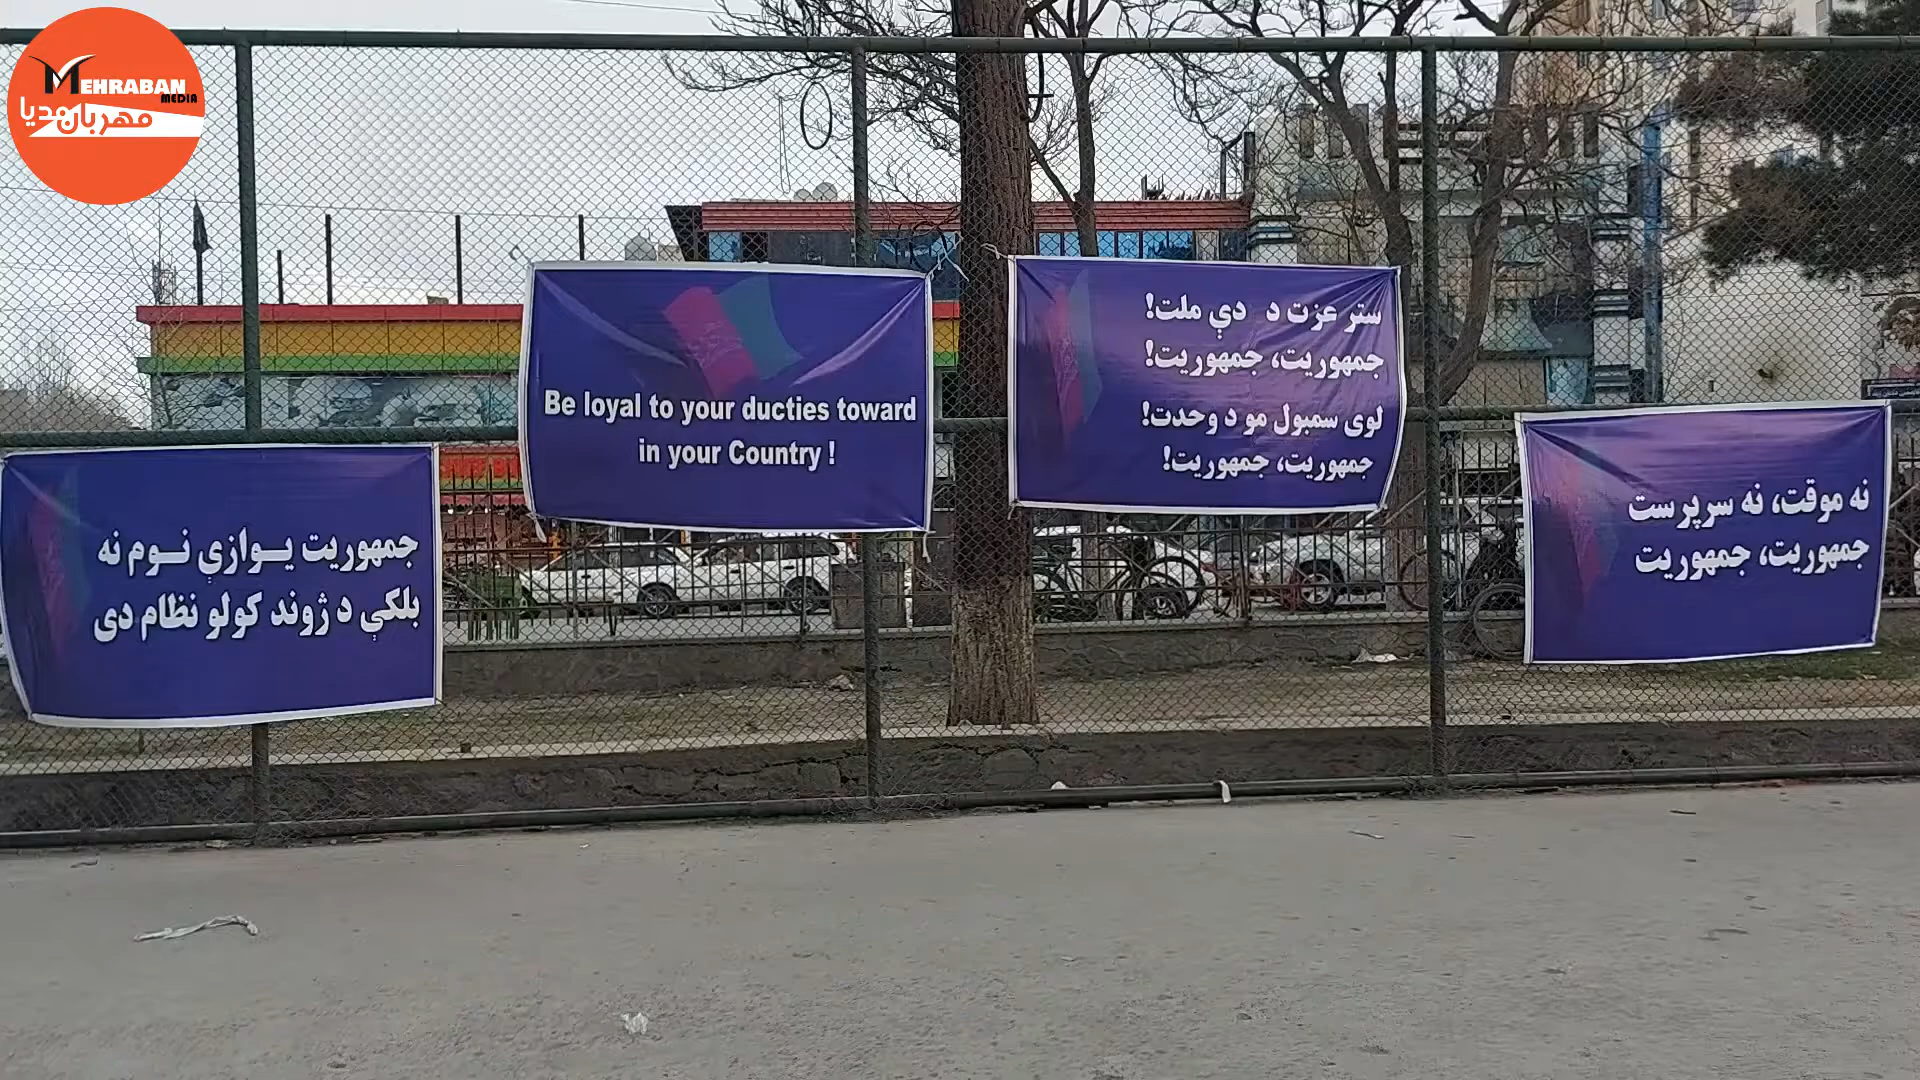 MEHRABAN
MEDIA
مهربان مدیا
جمهوریت یـوازې نـوم نه
بلکې د ژوند کولو نظام دی
Be loyal to your ducties toward
in your Country !
ستر عزت د دې ملت!
جمهوریت، جمهوریت!
لوی سمبول مو د وحدت!
جمهوریت، جمهوریت!
نه موقت، نه سرپرست
جمهوریت، جمهوریت